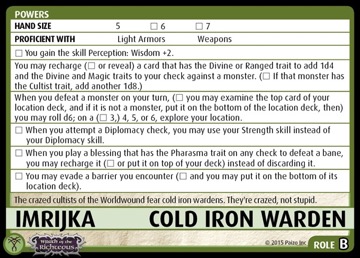 POWERS
HAND SIZE 5 □ 6 □ 7
PROFICIENT WITH Light Armors Weapons
□ You gain the skill Perception: Wisdom +2.
You may recharge (□ or reveal) a card that has the Divine or Ranged trait to add 1d4
and the Divine and Magic traits to your check against a monster. (□ If that monster has
the Cultist trait, add another 1d8.)
When you defeat a monster on your turn, (□ you may examine the top card of your
location deck, and if it is not a monster, put it on the bottom of the location deck, then)
you may roll d6; on a (□ 3,) 4, 5, or 6, explore your location.
□ When you attempt a Diplomacy check, you may use your Strength skill instead of
your Diplomacy skill.
□ When you play a blessing that has the Pharasma trait on any check to defeat a bane,
you may recharge it (□ or put it on top of your deck) instead of discarding it.
□ You may evade a barrier you encounter (□ and you may put it on the bottom of its
location deck).
The crazed cultists of the Worldwound fear cold iron wardens. They're crazed, not stupid.
IMRIJKA COLD IRON WARDEN
Wrath of the
Righteous
© 2015 Paizo Inc
ROLE B